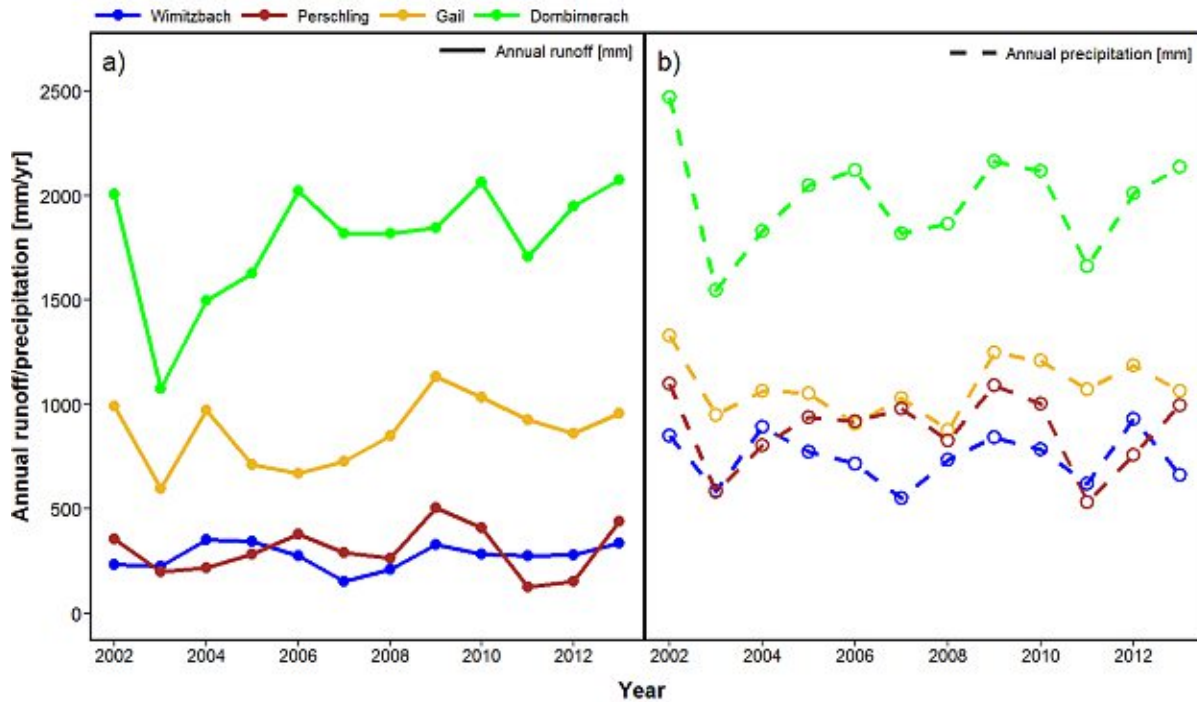 Wimitzbach Perschling Gail Dornbirnerach
a) Annual runoff [mm] b) Annual precipitation [mm]
Annual runoff/precipitation [mm/yr]
2500
2000
1500
1000
500
0
2002 2004 2006 2008 2010 2012 2002 2004 2006 2008 2010 2012
Year